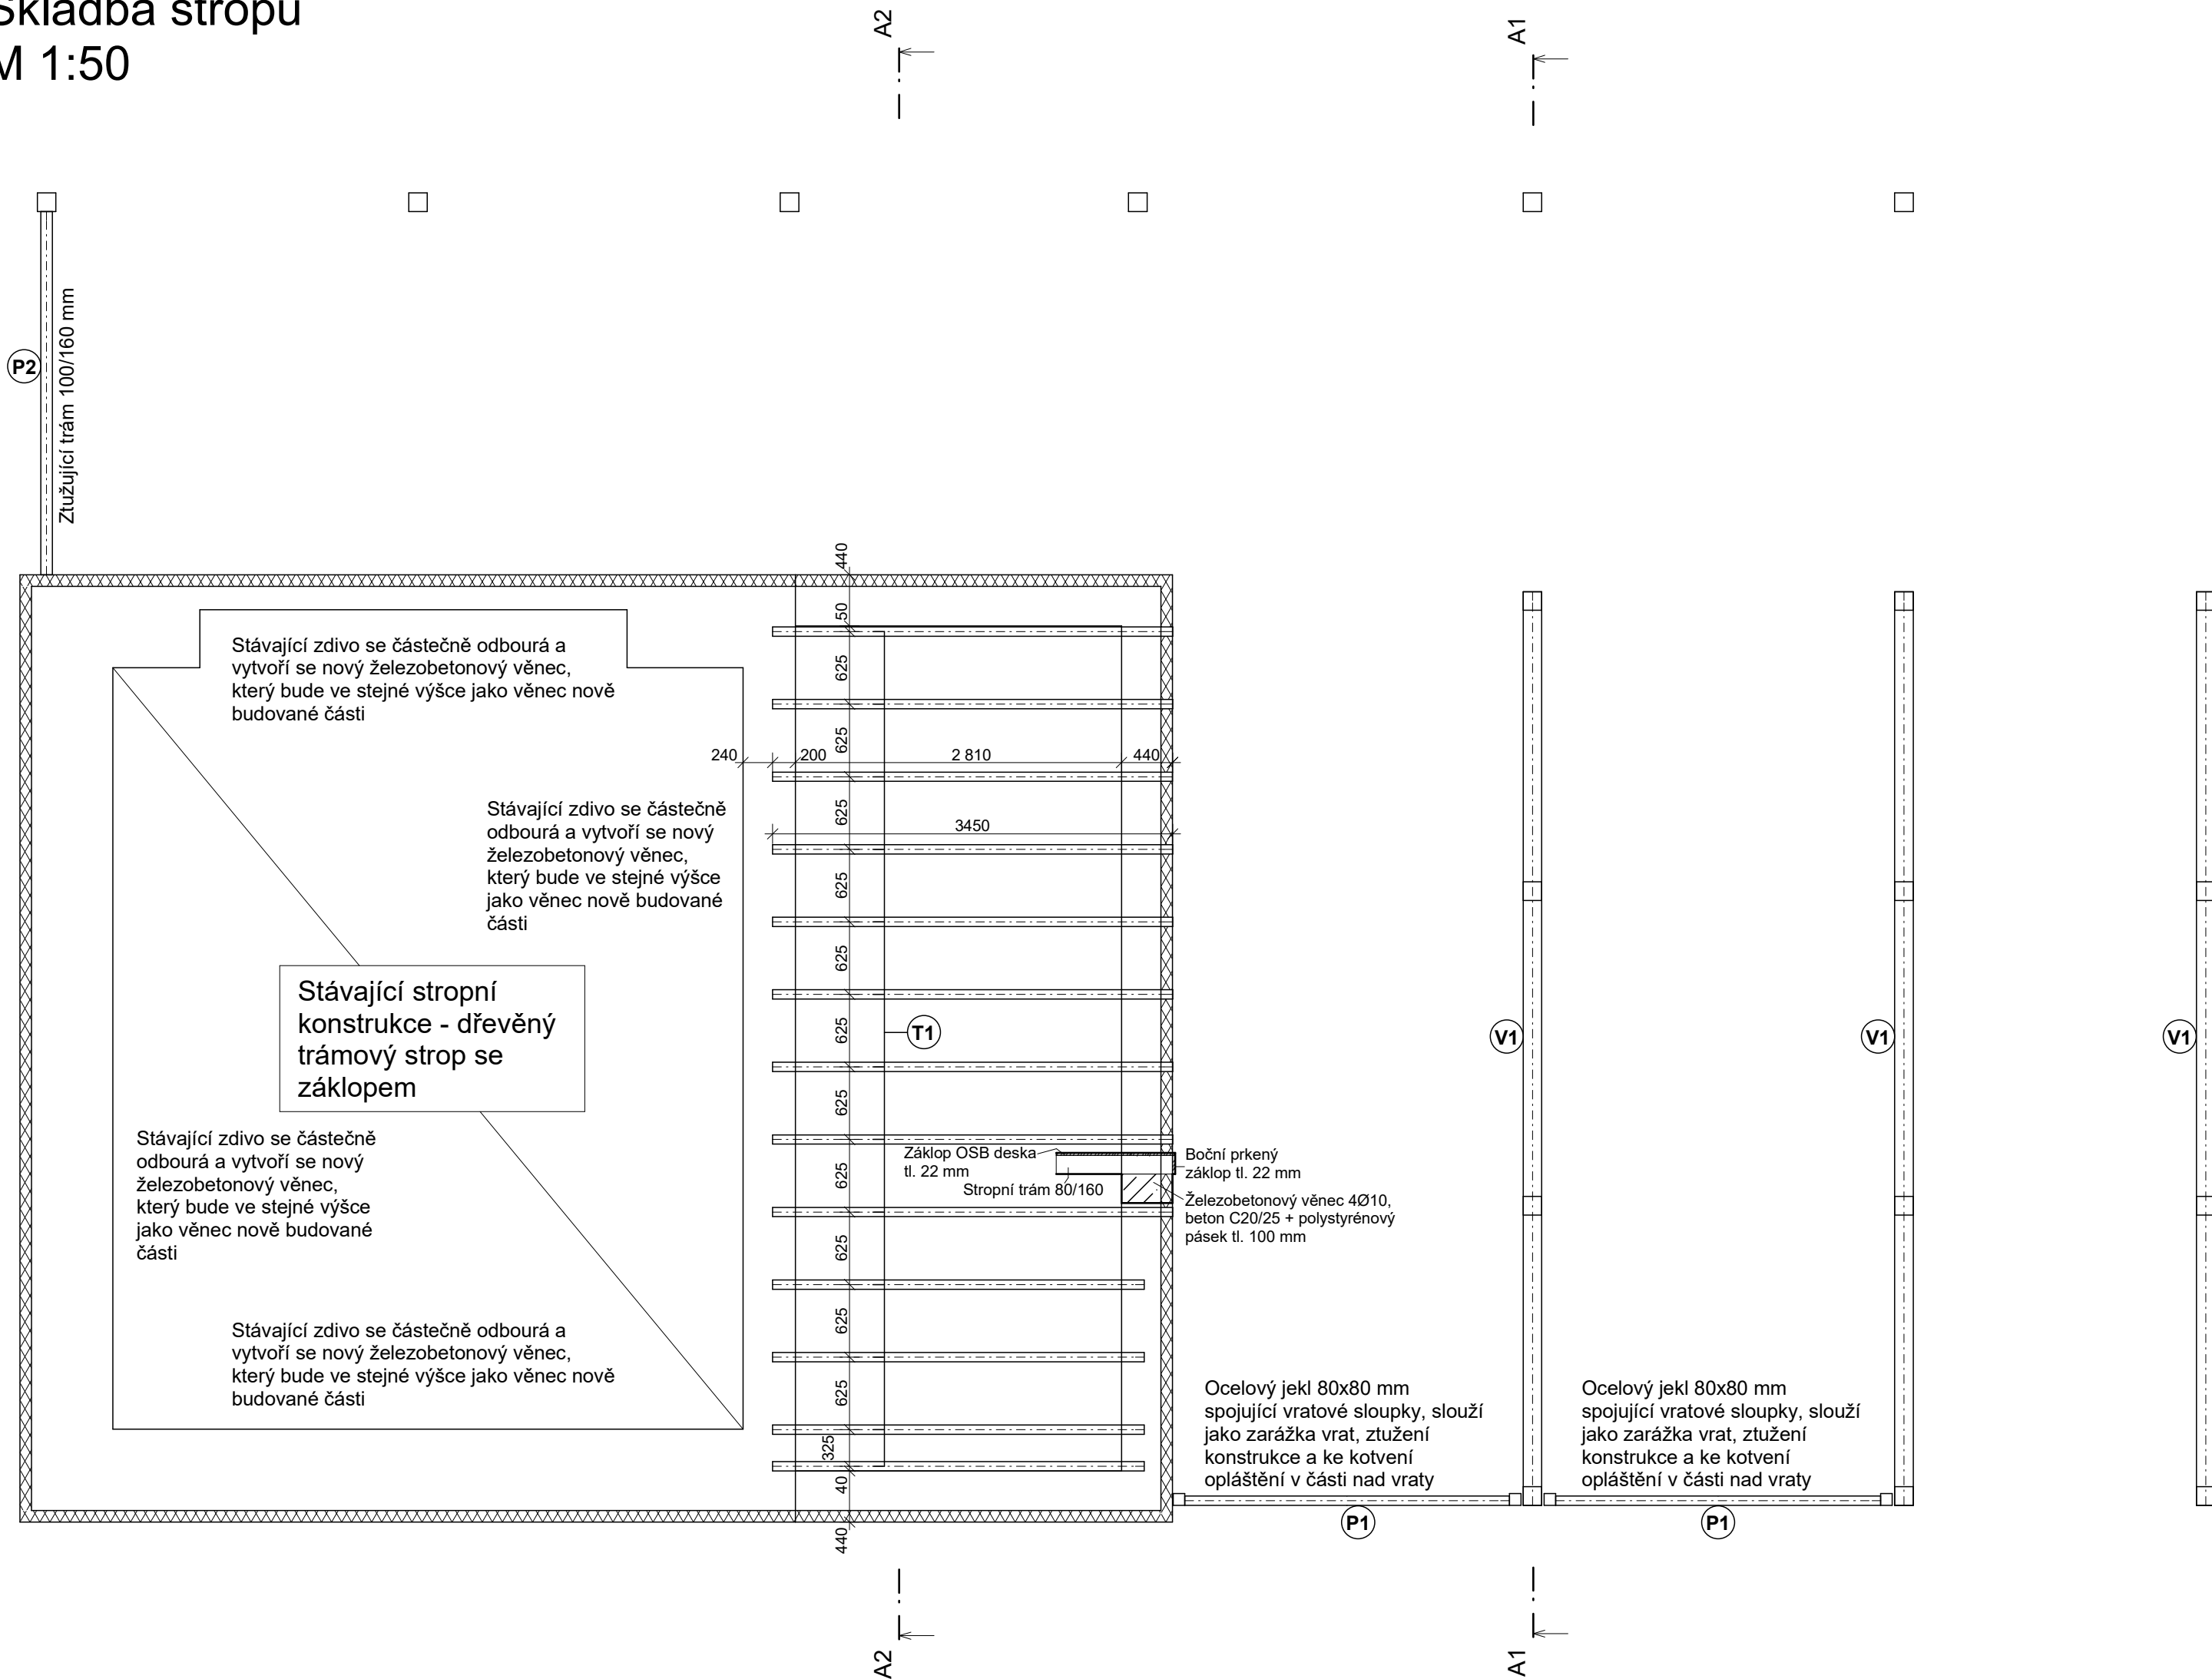 Skladba stropu
M 1:50
A2
A1
P2
Ztužující trám 100/160 mm
440
50
625
625
625
625
625
625
625
625
625
625
625
325
40
440
240
200
2 810
440
3450
Stávající zdivo se částečně odbourá a
vytvoří se nový železobetonový věnec,
který bude ve stejné výšce jako věnec nově
budované části
Stávající zdivo se částečně
odbourá a vytvoří se nový
železobetonový věnec,
který bude ve stejné výšce
jako věnec nově budované
části
Stávající stropní
konstrukce - dřevěný
trámový strop se
záklopem
T1
V1
V1
V1
Stávající zdivo se částečně
odbourá a vytvoří se nový
železobetonový věnec,
který bude ve stejné výšce
jako věnec nově budované
části
Záklop OSB deska
tl. 22 mm
Stropní trám 80/160
Boční prkený
záklop tl. 22 mm
Železobetonový věnec 4Ø10,
beton C20/25 + polystyrénový
pásek tl. 100 mm
Stávající zdivo se částečně odbourá a
vytvoří se nový železobetonový věnec,
který bude ve stejné výšce jako věnec nově
budované části
Ocelový jekl 80x80 mm
spojující vratové sloupky, slouží
jako zarážka vrat, ztužení
konstrukce a ke kotvení
opláštění v části nad vraty
Ocelový jekl 80x80 mm
spojující vratové sloupky, slouží
jako zarážka vrat, ztužení
konstrukce a ke kotvení
opláštění v části nad vraty
P1
P1
A2
A1